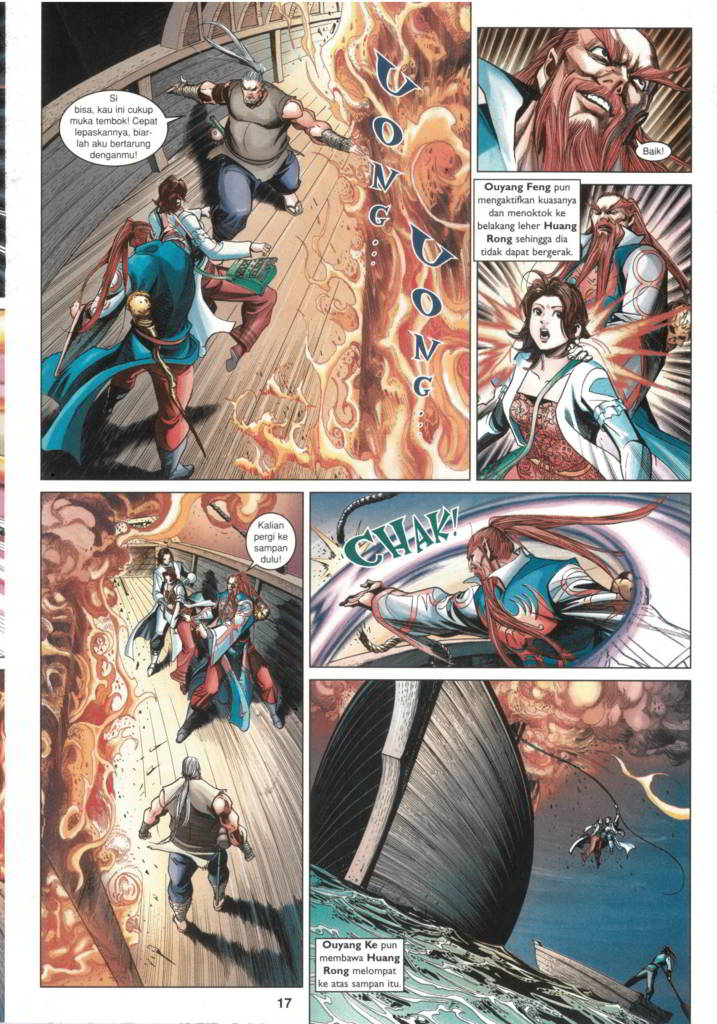 Si
bisa, kau ini cukup
muka tembok! Cepat
lepaskannya, biar-
lah aku bertarung
denganmu!
UONG...
UONG...
Baik!
Ouyang Feng pun
mengaktifkan kuasanya
dan menoktok ke
belakang leher Huang
Rong sehingga dia
tidak dapat bergerak.
Kalian
pergi ke
sampan
dulu!
CHAK!
Ouyang Ke pun
membawa Huang
Rong melompat
ke atas sampan itu.
17